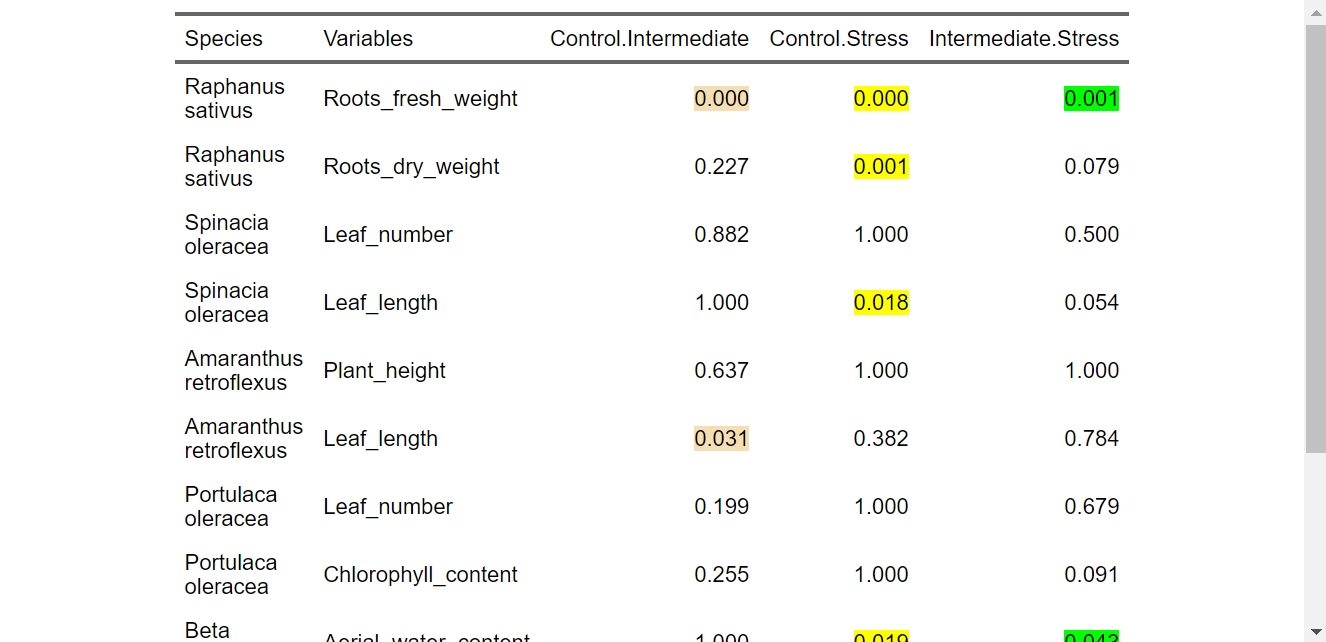 Species Variables Control.Intermediate Control.Stress Intermediate.Stress
Raphanus sativus Roots_fresh_weight 0.000 0.000 0.001
Raphanus sativus Roots_dry_weight 0.227 0.001 0.079
Spinacia oleracea Leaf_number 0.882 1.000 0.500
Spinacia oleracea Leaf_length 1.000 0.018 0.054
Amaranthus retroflexus Plant_height 0.637 1.000 1.000
Amaranthus retroflexus Leaf_length 0.031 0.382 0.784
Portulaca oleracea Leaf_number 0.199 1.000 0.679
Portulaca oleracea Chlorophyll_content 0.255 1.000 0.091
Beta Aerial_water_content 1.000 0.019 0.043